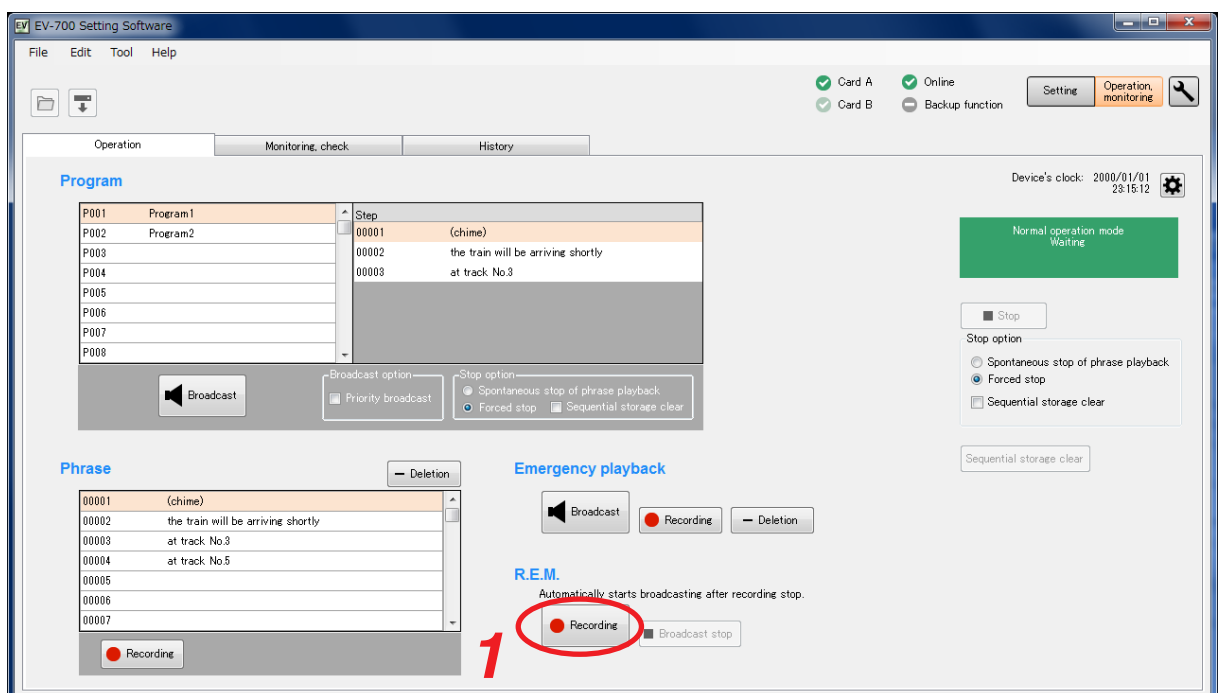 EV EV-700 Setting Software
File Edit Tool Help
Card A Online
Card B Backup function
Setting Operation, monitoring
Operation Monitoring, check History
Program
Device's clock: 2000/01/01
23:15:12
P001 Program1
P002 Program2
P003
P004
P005
P006
P007
P008
Step
00001 (chime)
00002 the train will be arriving shortly
00003 at track No.3
Normal operation mode
Waiting
Broadcast
Broadcast option
Priority broadcast
Stop option
Spontaneous stop of phrase playback
Forced stop Sequential storage clear
Stop
Stop option
Spontaneous stop of phrase playback
Forced stop
Sequential storage clear
Sequential storage clear
Phrase
Deletion
00001 (chime)
00002 the train will be arriving shortly
00003 at track No.3
00004 at track No.5
00005
00006
00007
Recording
Emergency playback
Broadcast Recording Deletion
R.E.M.
Automatically starts broadcasting after recording stop.
Recording Broadcast stop
1